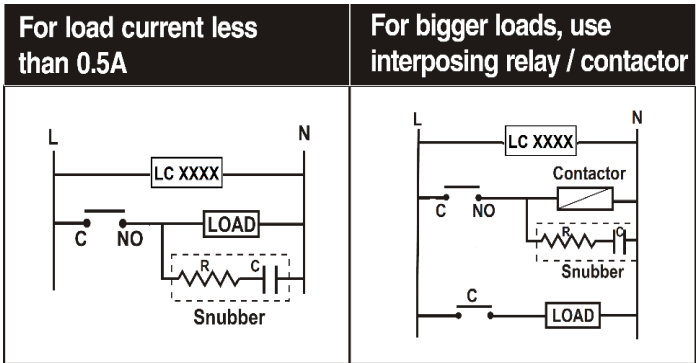 For load current less
than 0.5A
L
N
LC XXXX
C
NO
LOAD
R
C
Snubber
For bigger loads, use
interposing relay / contactor
L
N
LC XXXX
Contactor
C
NO
R
C
Snubber
C
LOAD